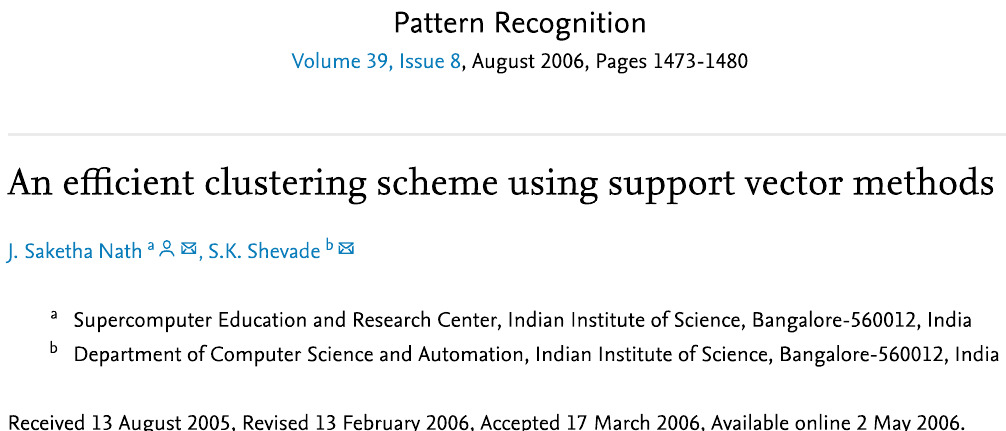 Pattern Recognition
Volume 39, Issue 8, August 2006, Pages 1473-1480
An efficient clustering scheme using support vector methods
J. Saketha Nath a, S.K. Shevade b
a Supercomputer Education and Research Center, Indian Institute of Science, Bangalore-560012, India
b Department of Computer Science and Automation, Indian Institute of Science, Bangalore-560012, India
Received 13 August 2005, Revised 13 February 2006, Accepted 17 March 2006, Available online 2 May 2006.